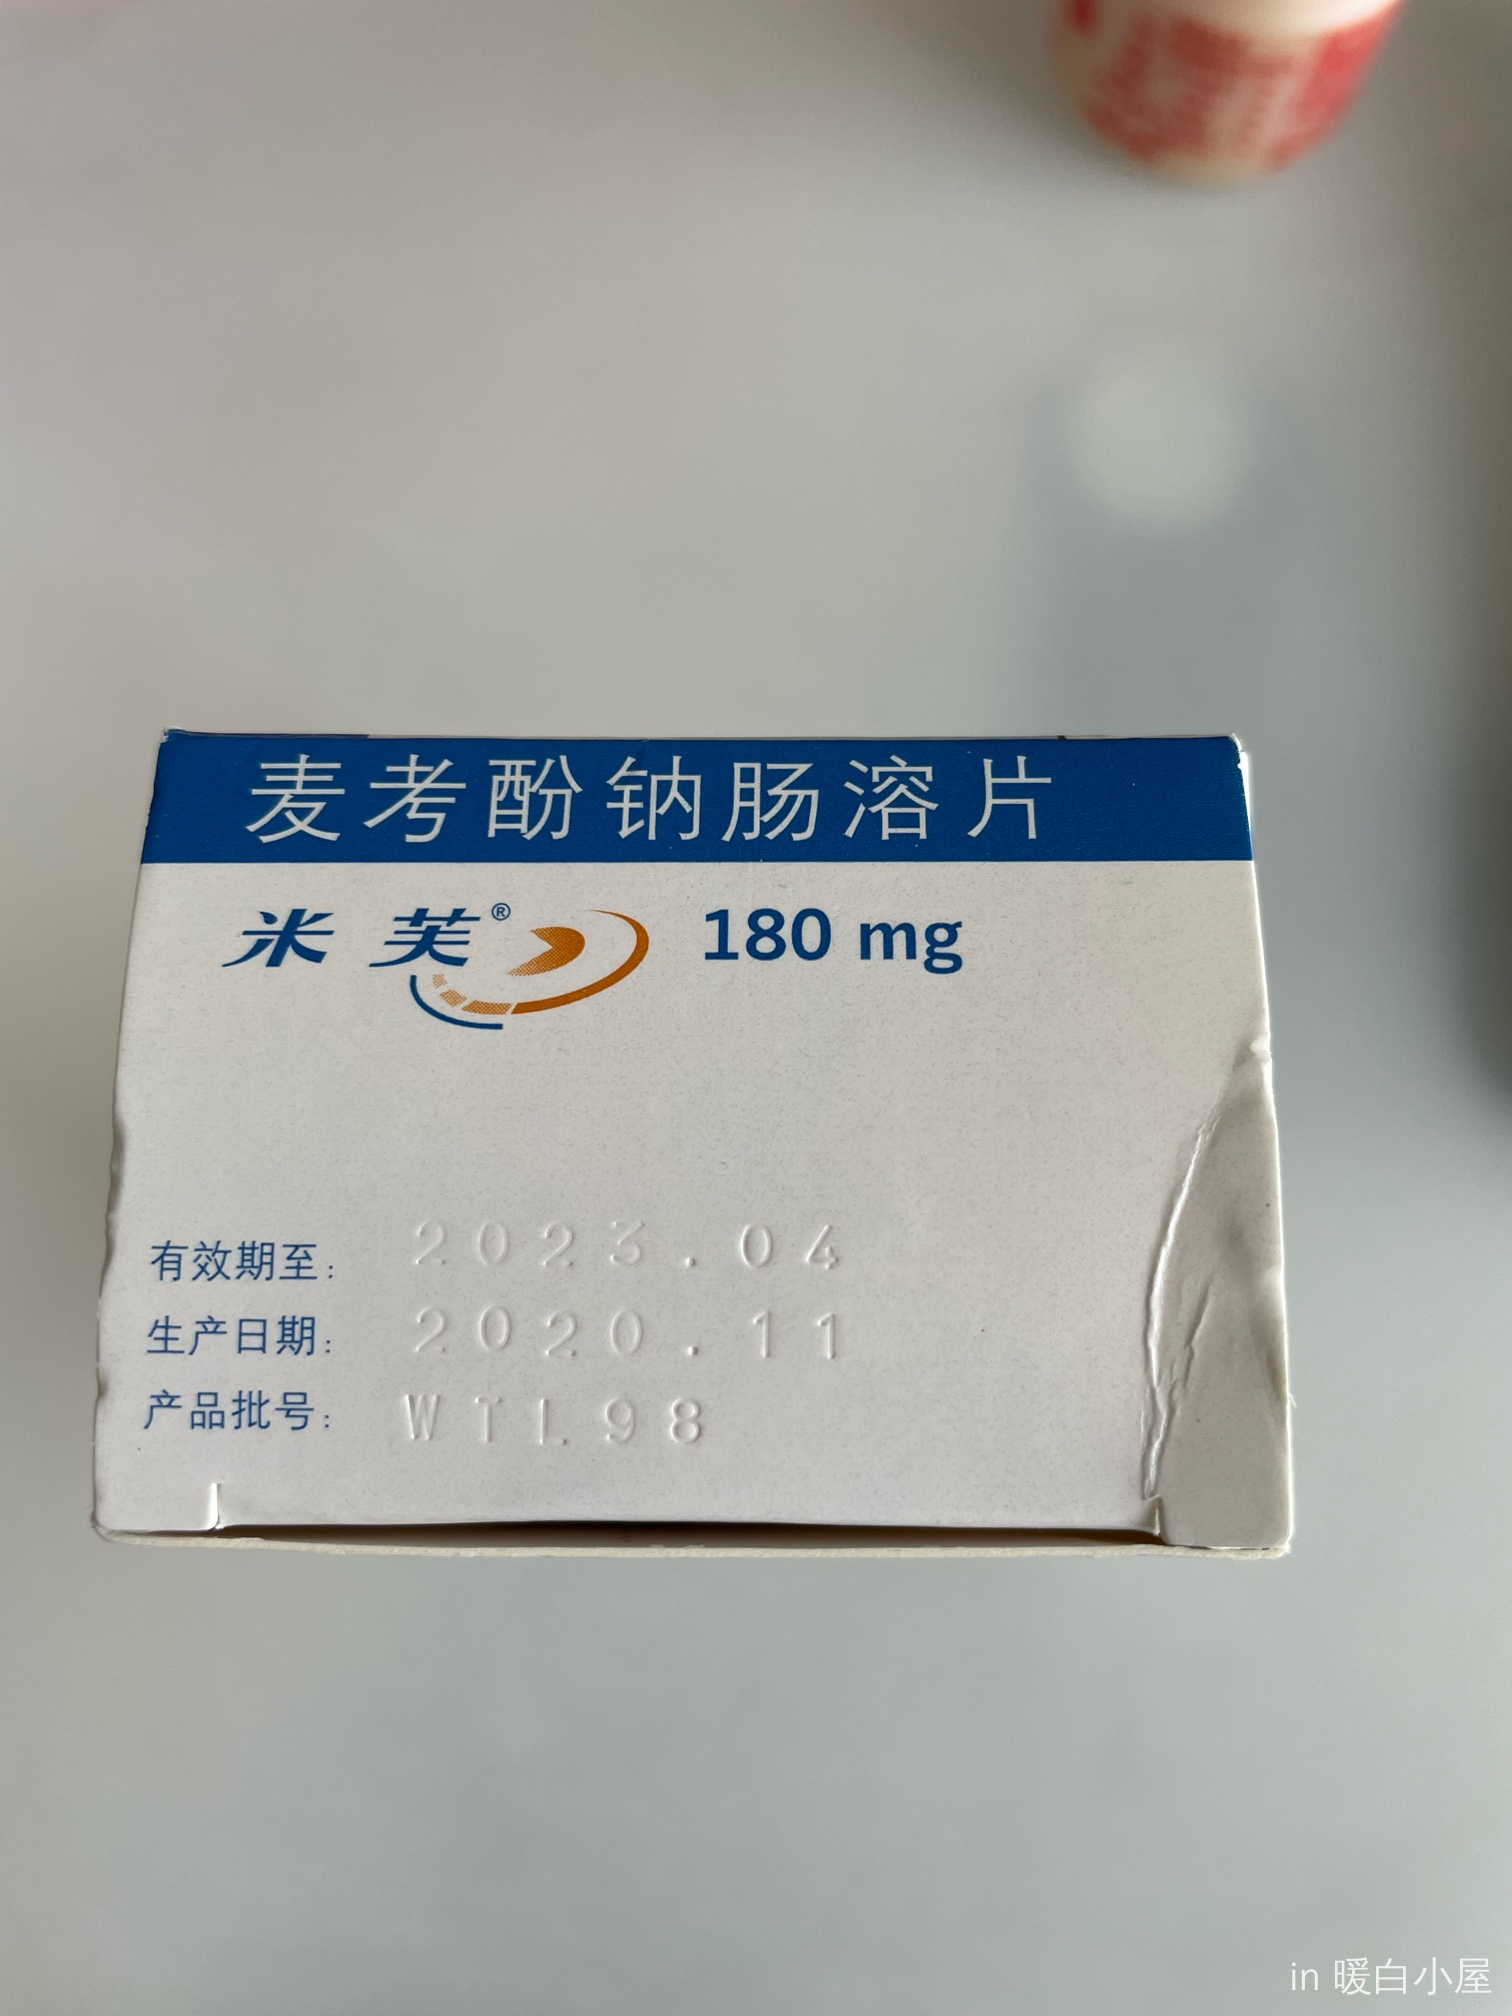 麦考酚钠肠溶片
米芙® 180 mg
有效期至: 2023.04
生产日期: 2020.11
产品批号: WTL98
in 暖白小屋